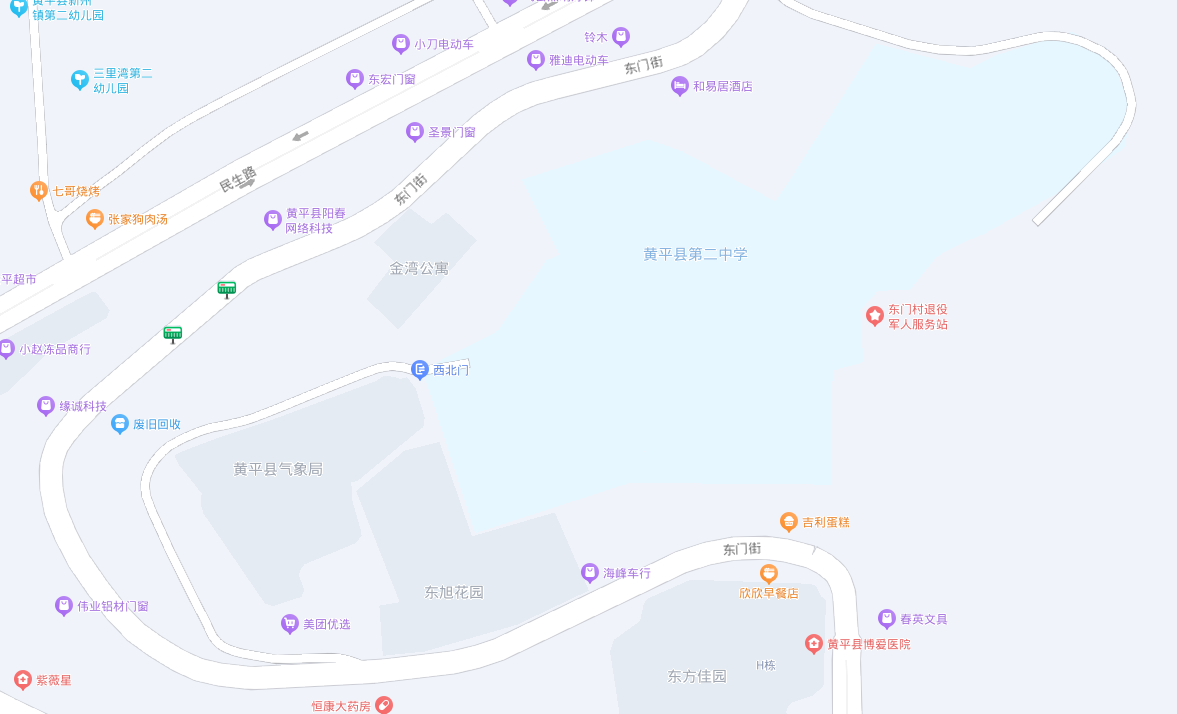 黄平县新州
镇第二幼儿园
小刀电动车
铃木
雅迪电动车
东门街
三里湾第二
幼儿园
东宏门窗
和易居酒店
圣景门窗
民生路
东门街
七哥烧烤
张家狗肉汤
黄平县阳春
网络科技
黄平县第二中学
金湾公寓
平超市
东门村退役
军人服务站
小赵冻品商行
西北门
缘诚科技
废旧回收
黄平县气象局
吉利蛋糕
东门街
海峰车行
东旭花园
欣欣早餐店
伟业铝材门窗
美团优选
春英文具
黄平县博爱医院
H栋
东方佳园
紫薇星
恒康大药房